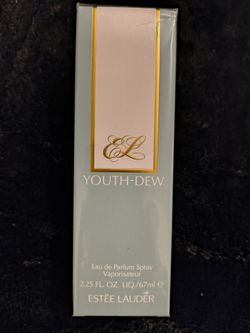 EL
YOUTH-DEW
Eau de Parfum Spray
Vaporisateur
2.25 FL. OZ. LIQ./67ml ℮
ESTĒE LAUDER